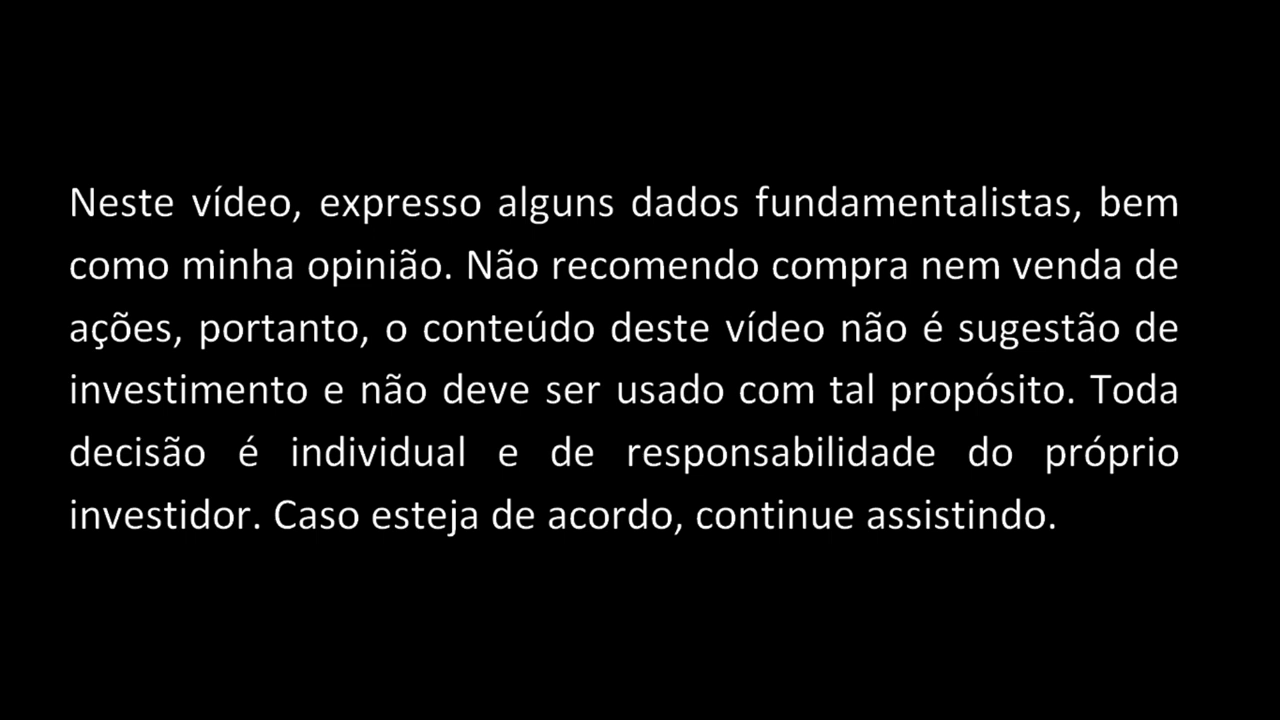 Neste vídeo, expresso alguns dados fundamentalistas, bem
como minha opinião. Não recomendo compra nem venda de
ações, portanto, o conteúdo deste vídeo não é sugestão de
investimento e não deve ser usado com tal propósito. Toda
decisão é individual e de responsabilidade do próprio
investidor. Caso esteja de acordo, continue assistindo.